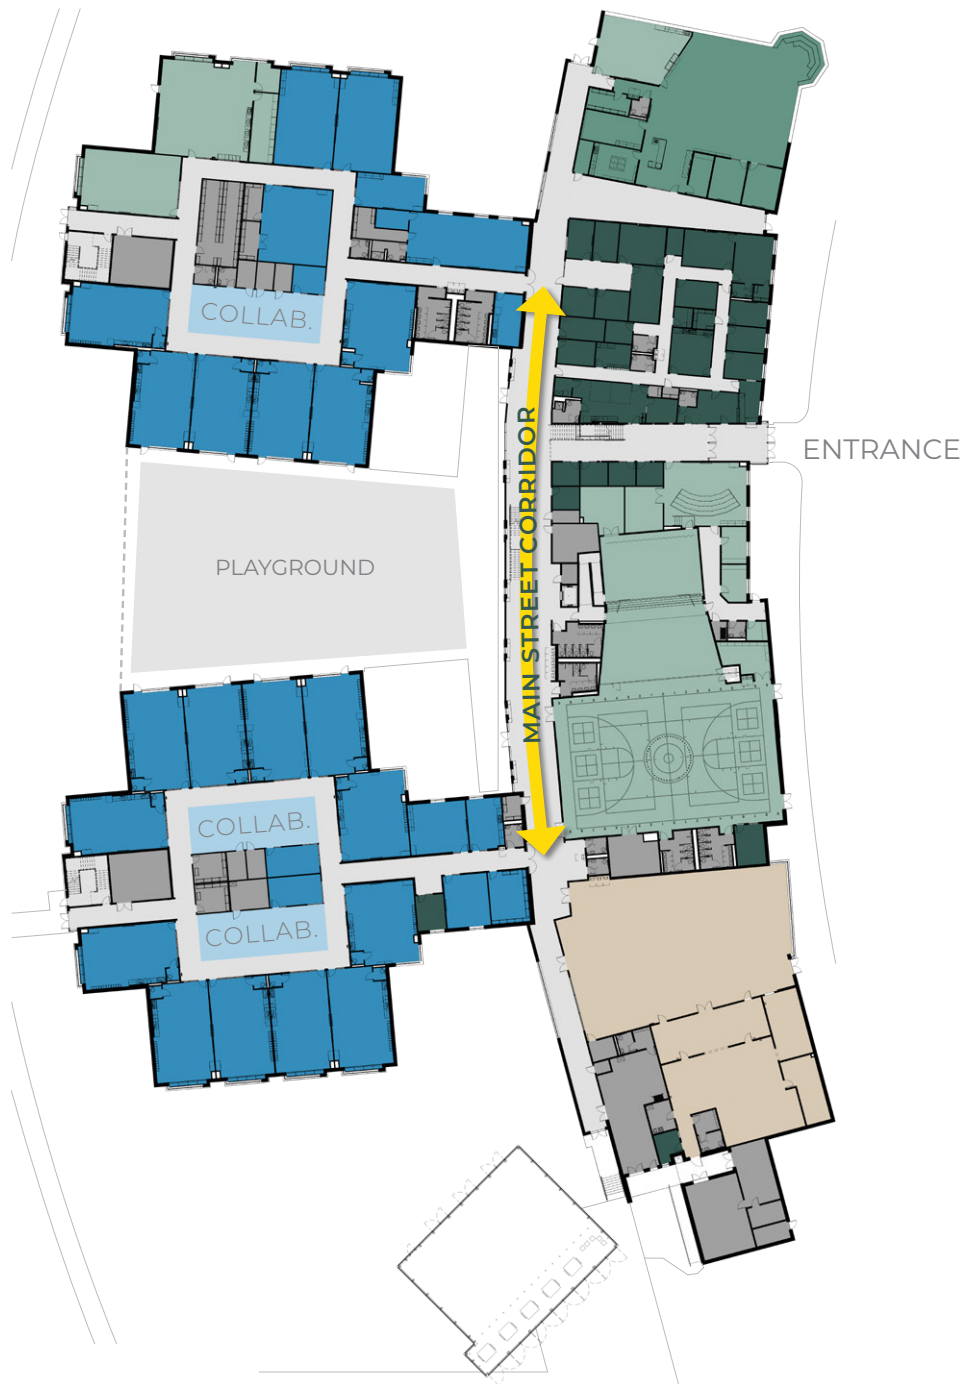 COLLAB.
MAIN STREET CORRIDOR
ENTRANCE
PLAYGROUND
COLLAB.
COLLAB.